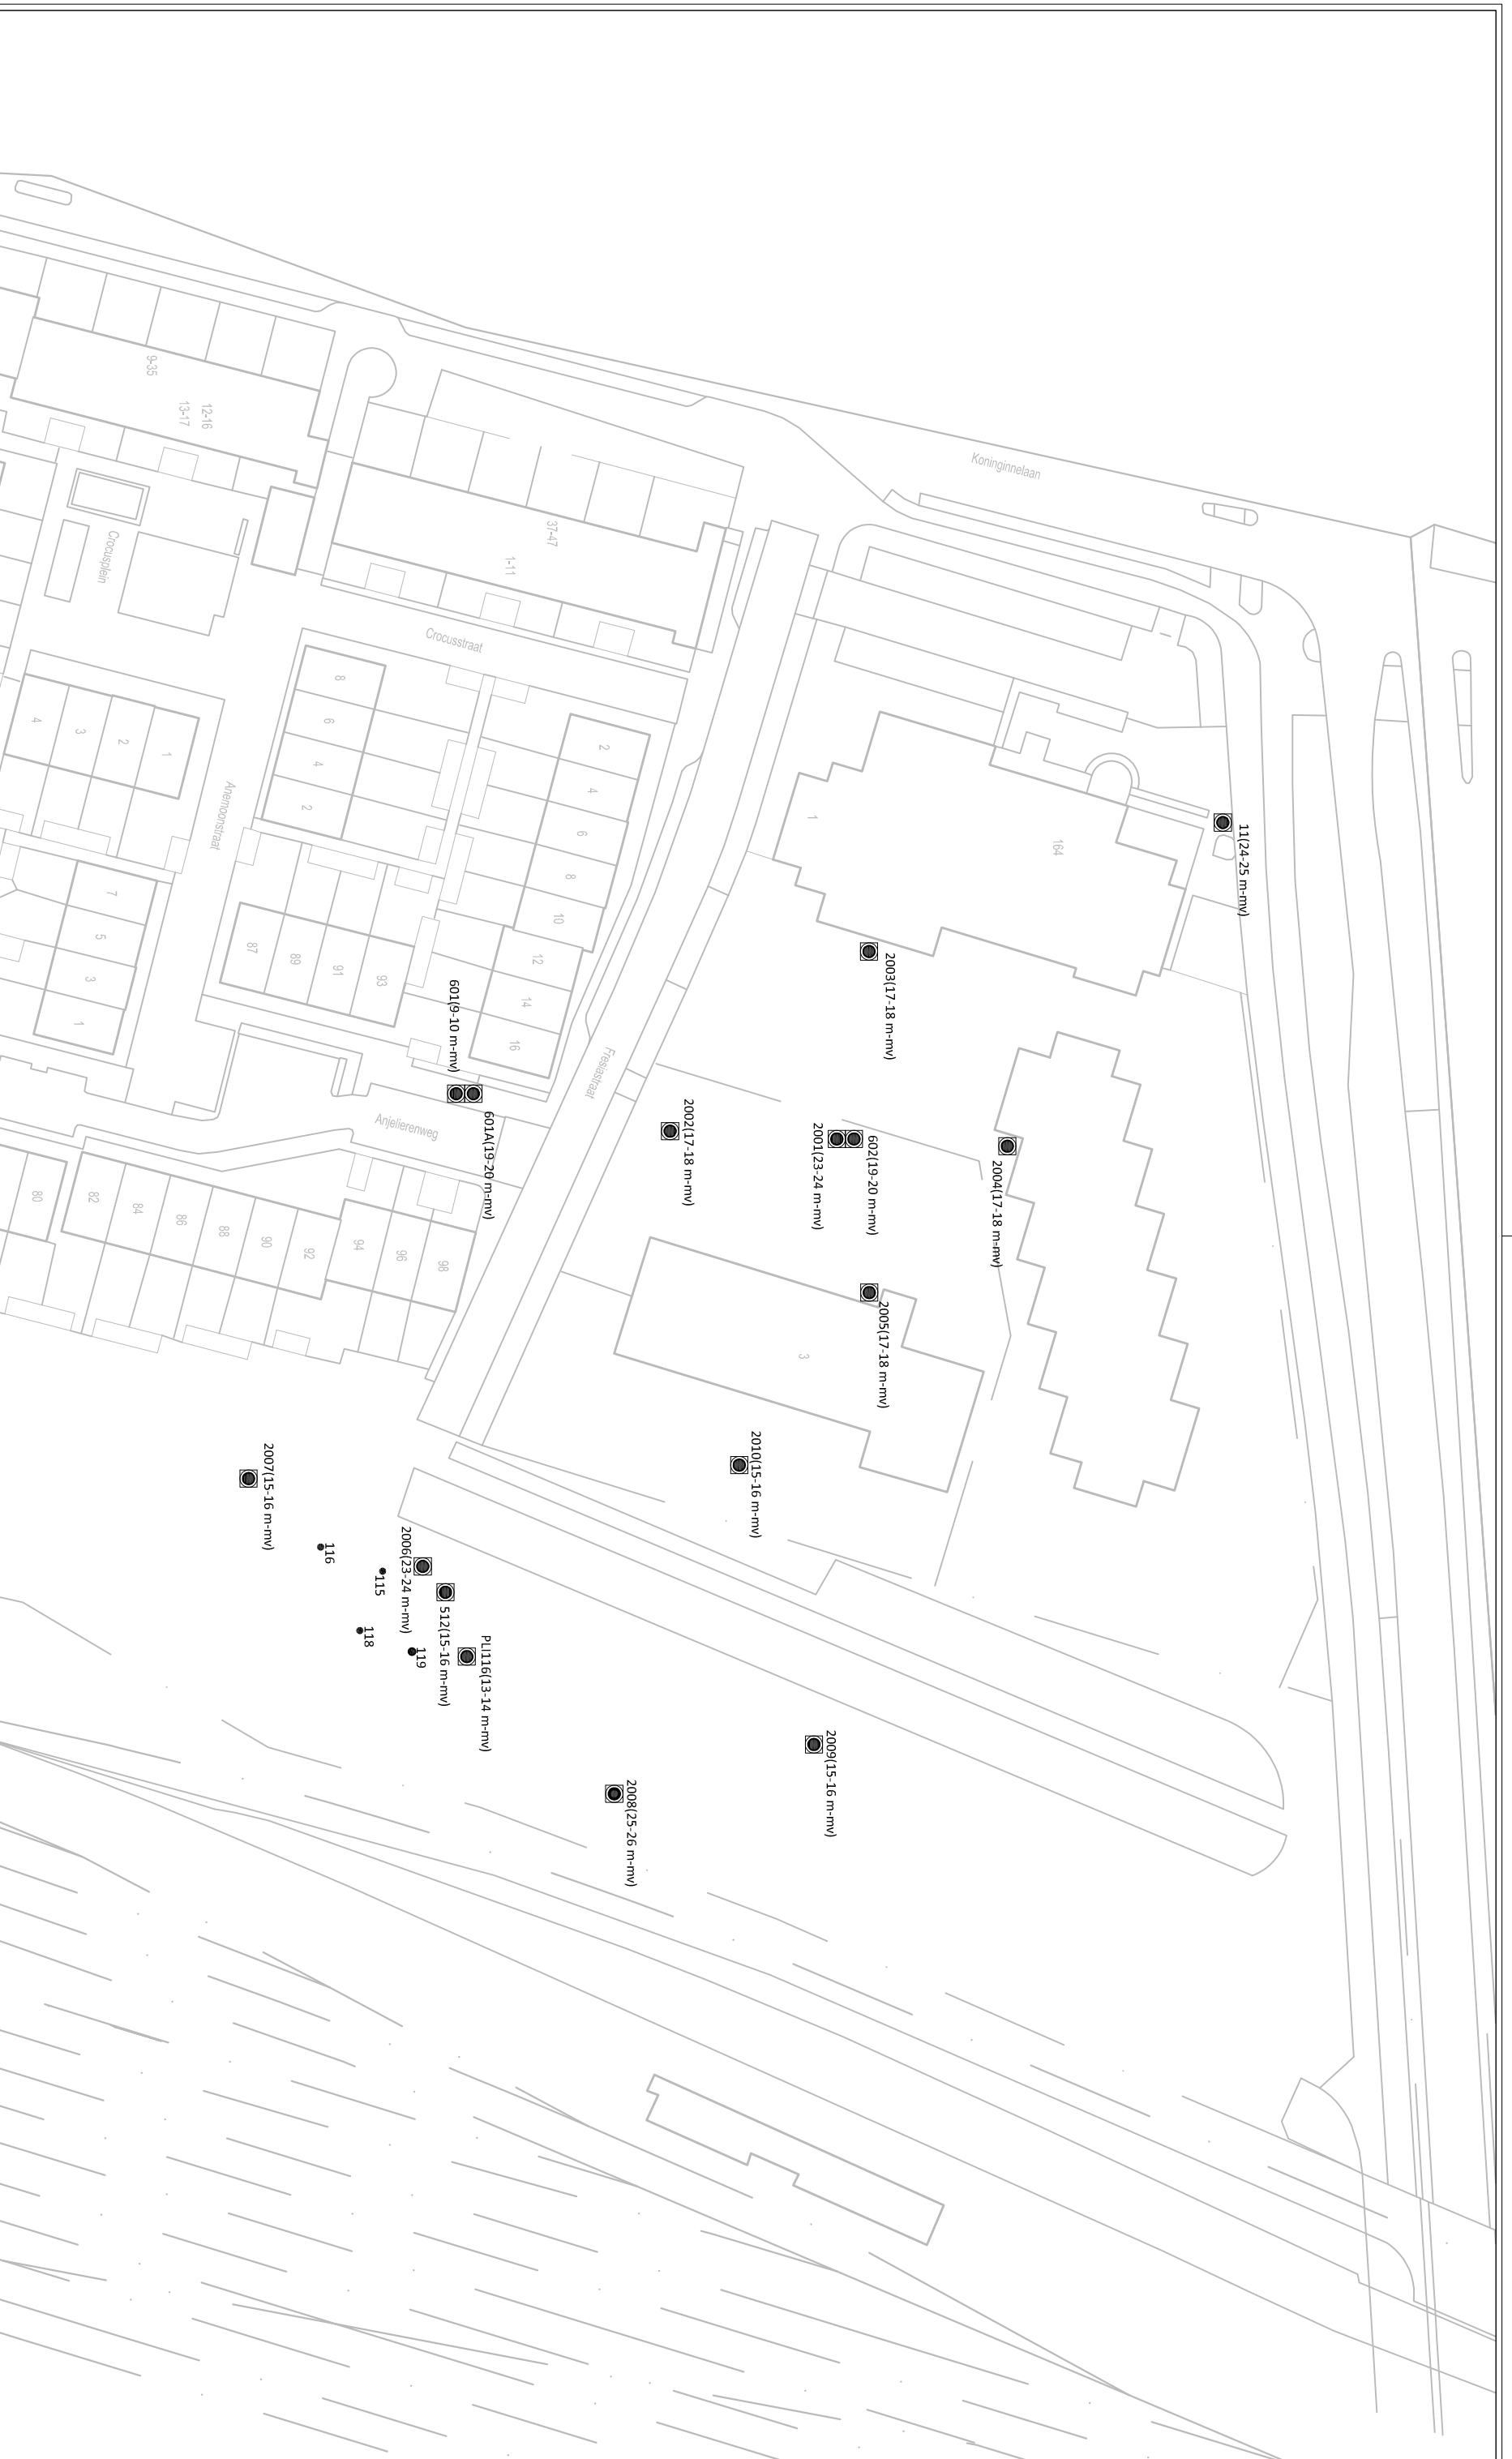 Koninginnelaan
11(24-25 m-mv)
164
1
2003(17-18 m-mv)
9-35
12-16
13-17
37-47
1-11
Crocusplein
Crocusstraat
8
6
4
2
2
4
6
8
10
12
14
16
4
3
2
1
Anemoonstraat
7
5
3
1
87
89
91
93
601(9-10 m-mv)
601A(19-20 m-mv)
Fresiastraat
Anjelierenweg
2002(17-18 m-mv)
2001(23-24 m-mv)
602(19-20 m-mv)
2004(17-18 m-mv)
2005(17-18 m-mv)
3
80
82
84
86
88
90
92
94
96
98
2010(15-16 m-mv)
2007(15-16 m-mv)
116
115
118
119
2006(23-24 m-mv)
512(15-16 m-mv)
PLI116(13-14 m-mv)
2009(15-16 m-mv)
2008(25-26 m-mv)